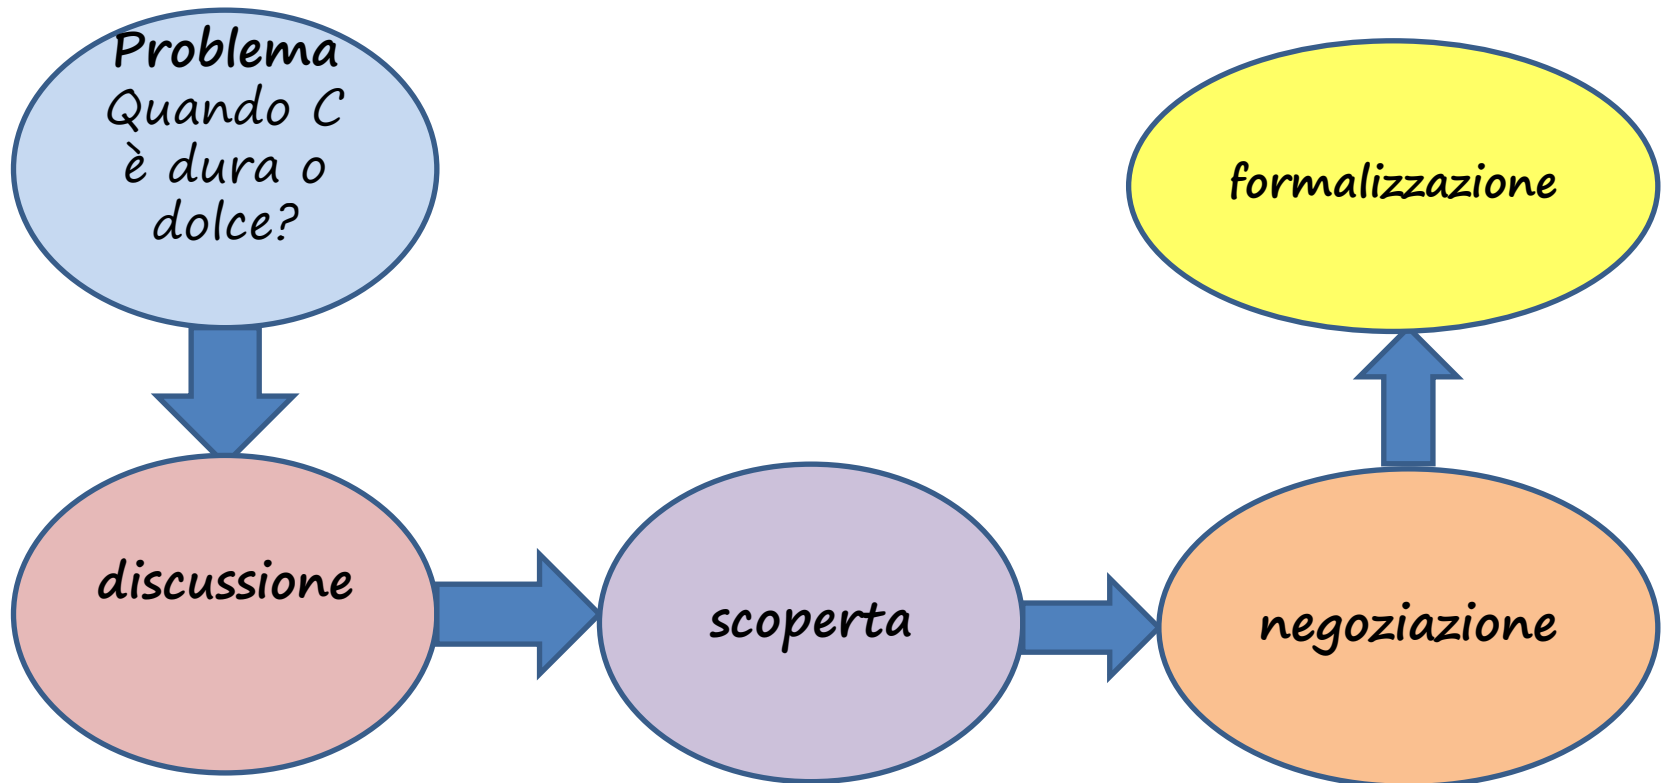 Problema
Quando C
è dura o
dolce?
discussione
scoperta
negoziazione
formalizzazione